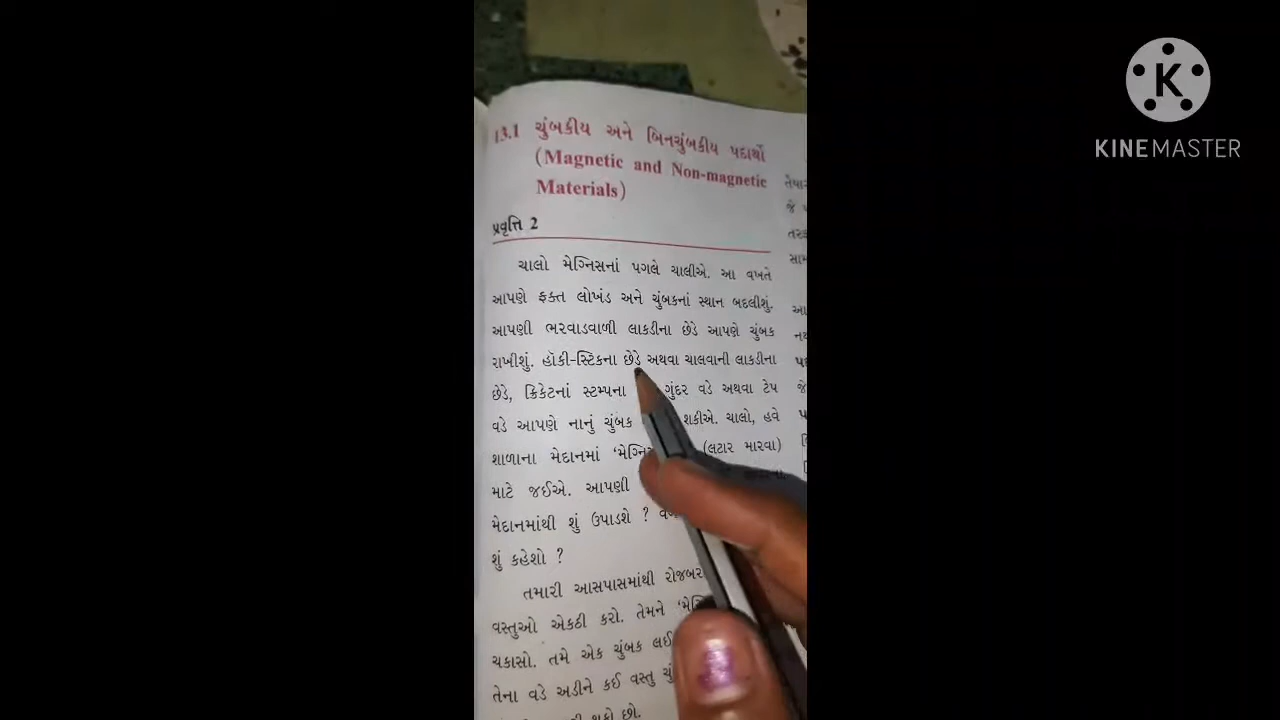 13.1 ચુંબકીય અને બિનચુંબકીય પદાર્થો
(Magnetic and Non-magnetic
Materials)
પ્રવૃત્તિ 2
ચાલો મેગ્નિસનાં પગલે ચાલીએ. આ વખતે
આપણે ફક્ત લોખંડ અને ચુંબકનાં સ્થાન બદલીશું.
આપણી ભરવાડવાળી લાકડીના છેડે આપણે ચુંબક
રાખીશું. હૉકી-સ્ટિકના છેડે અથવા ચાલવાની લાકડીના
છેડે, ક્રિકેટનાં સ્ટમ્પના ગુંદર વડે અથવા ટેપ
વડે આપણે નાનું ચુંબક શકીએ. ચાલો, હવે
શાળાના મેદાનમાં (લટાર મારવા)
માટે જઈએ. આપણી
મેદાનમાંથી શું ઉપાડશે ?
શું કહેશો ?
તમારી આસપાસમાંથી
વસ્તુઓ એકઠી કરો. તેમને
ચકાસો. તમે એક ચુંબક
તેના વડે અડીને કઈ વસ્તુ
K
KINEMASTER